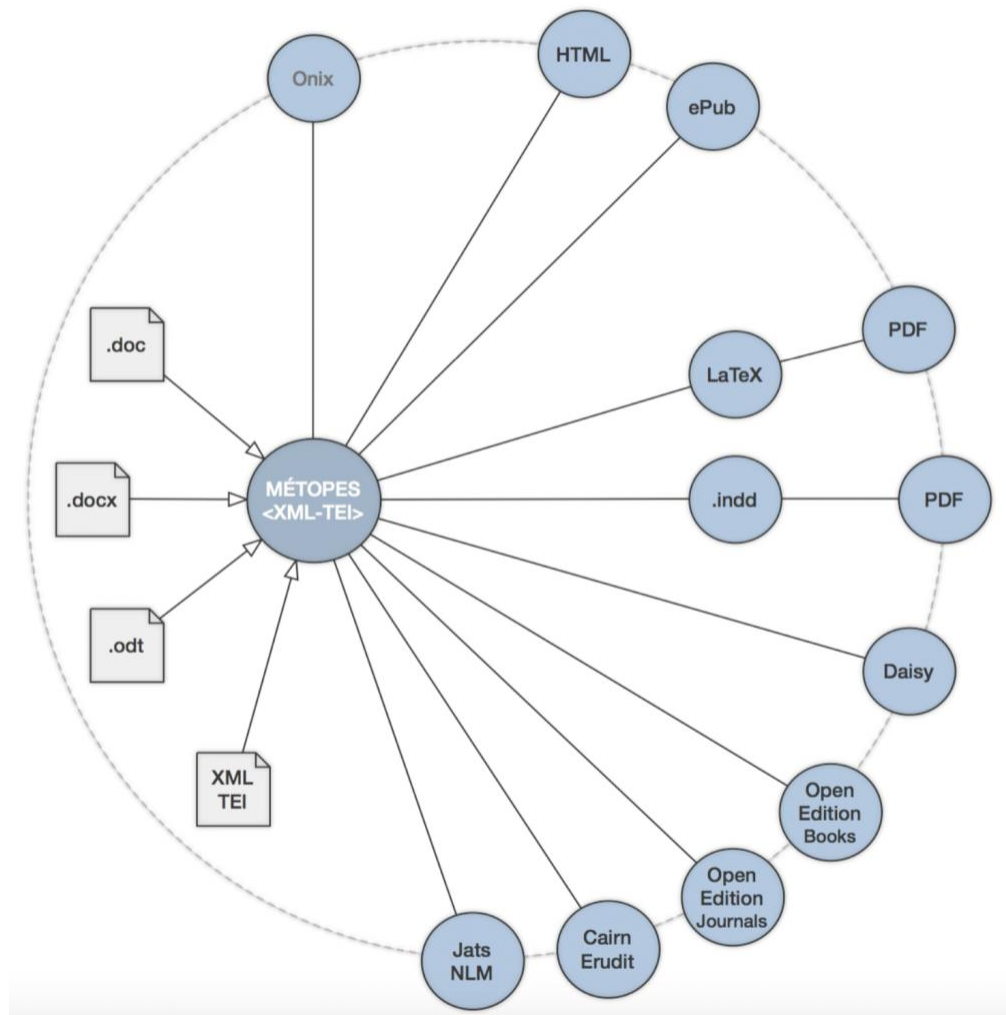 Onix
HTML
ePub
.doc
PDF
LaTeX
.docx
MÉTOPES
<XML-TEI>
.indd
PDF
.odt
Daisy
XML
TEI
Open
Edition
Books
Open
Edition
Journals
Cairn
Erudit
Jats
NLM